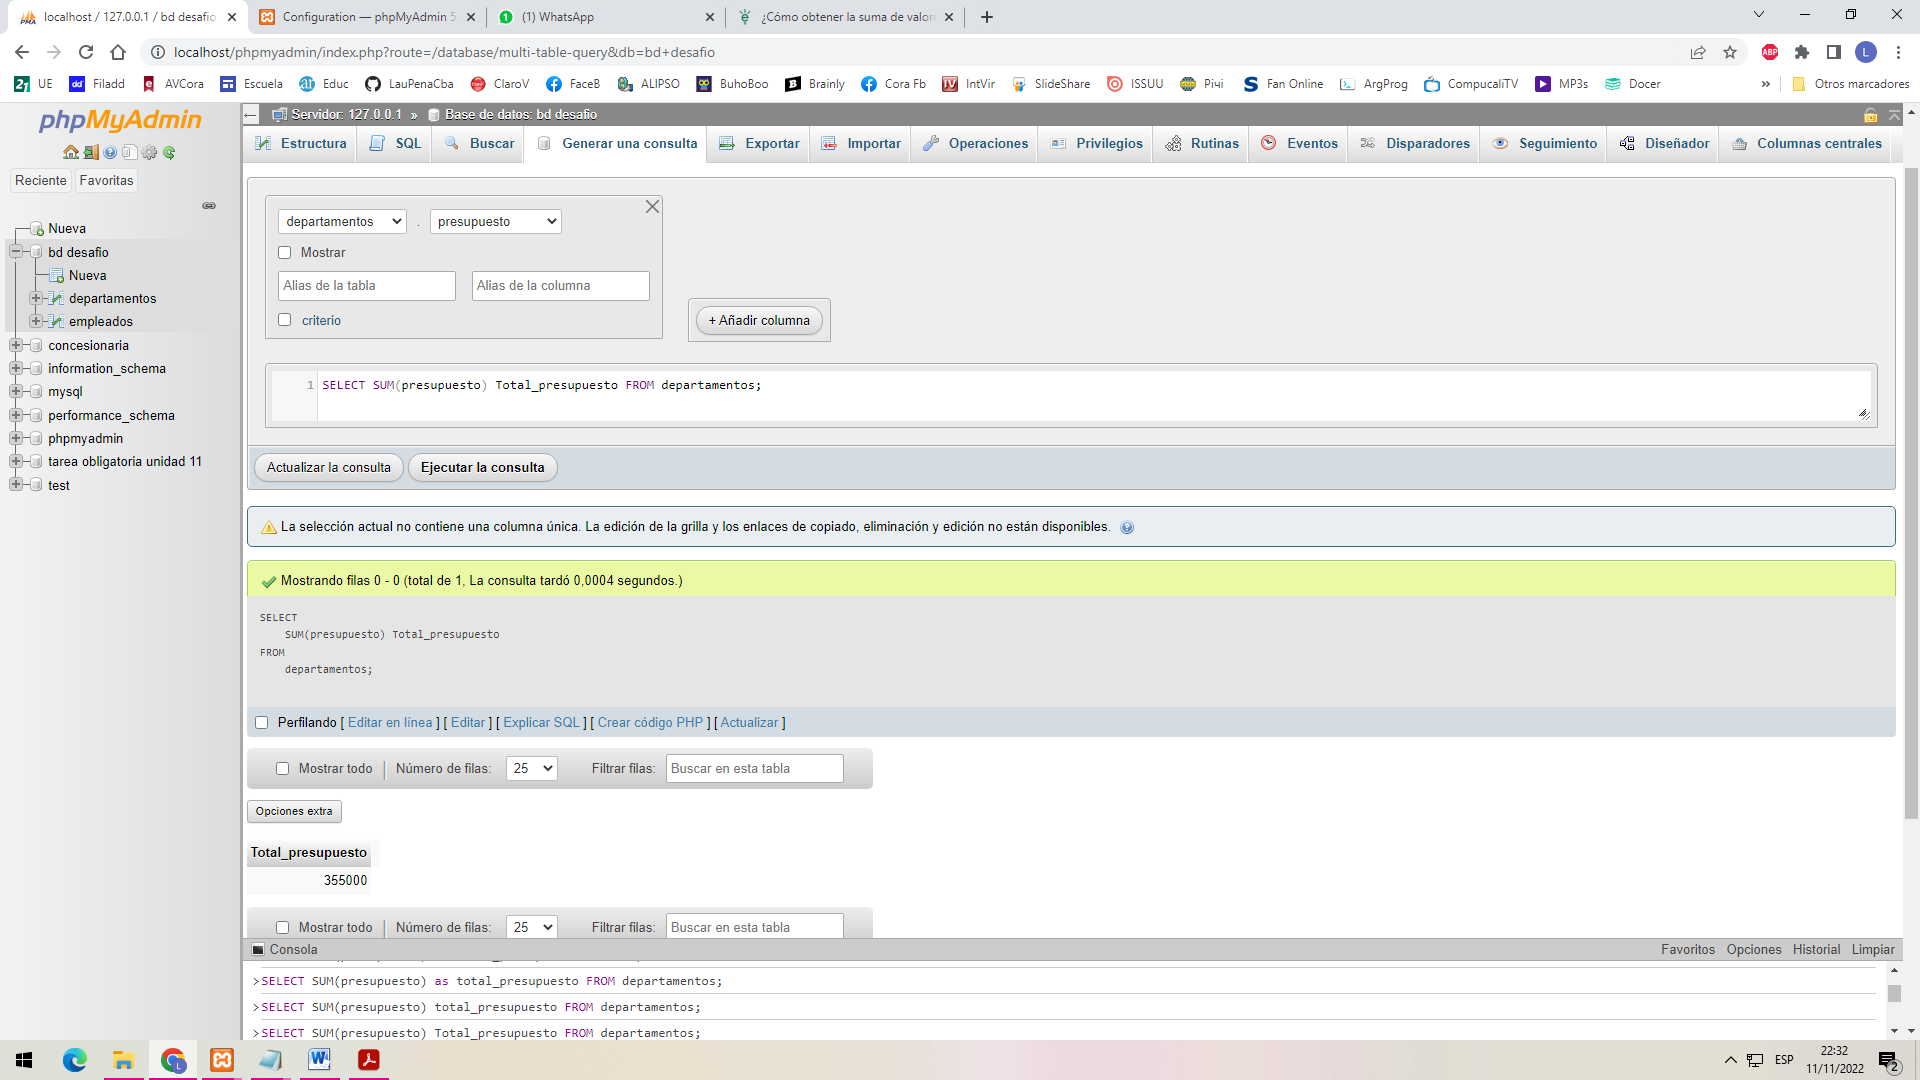 localhost / 127.0.0.1 / bd desafio
Configuration — phpMyAdmin 5
(1) WhatsApp
¿Cómo obtener la suma de valor
localhost/phpmyadmin/index.php?route=/database/multi-table-query&db=bd+desafio
ABP
L
UE
Filadd
AVCora
Escuela
Educ
LauPenaCba
ClaroV
FaceB
ALIPSO
BuhoBoo
Brainly
Cora Fb
IntVir
SlideShare
ISSUU
Piui
Fan Online
ArgProg
CompucaliTV
MP3s
Docer
»
Otros marcadores
phpMyAdmin
Servidor: 127.0.0.1 » Base de datos: bd desafio
Estructura
SQL
Buscar
Generar una consulta
Exportar
Importar
Operaciones
Privilegios
Rutinas
Eventos
Disparadores
Seguimiento
Diseñador
Columnas centrales
Reciente
Favoritas
Nueva
bd desafio
Nueva
departamentos
empleados
concesionaria
information_schema
mysql
performance_schema
phpmyadmin
tarea obligatoria unidad 11
test
departamentos . presupuesto
Mostrar
Alias de la tabla
Alias de la columna
criterio
+ Añadir columna
1 SELECT SUM(presupuesto) Total_presupuesto FROM departamentos;
Actualizar la consulta
Ejecutar la consulta
La selección actual no contiene una columna única. La edición de la grilla y los enlaces de copiado, eliminación y edición no están disponibles.
Mostrando filas 0 - 0 (total de 1, La consulta tardó 0,0004 segundos.)
SELECT
SUM(presupuesto) Total_presupuesto
FROM
departamentos;
Perfilando [ Editar en línea ] [ Editar ] [ Explicar SQL ] [ Crear código PHP ] [ Actualizar ]
Mostrar todo
Número de filas: 25
Filtrar filas: Buscar en esta tabla
Opciones extra
Total_presupuesto
355000
Mostrar todo
Número de filas: 25
Filtrar filas: Buscar en esta tabla
Consola
Favoritos
Opciones
Historial
Limpiar
>SELECT SUM(presupuesto) as total_presupuesto FROM departamentos;
>SELECT SUM(presupuesto) total_presupuesto FROM departamentos;
>SELECT SUM(presupuesto) Total_presupuesto FROM departamentos;
ESP
22:32
11/11/2022
2